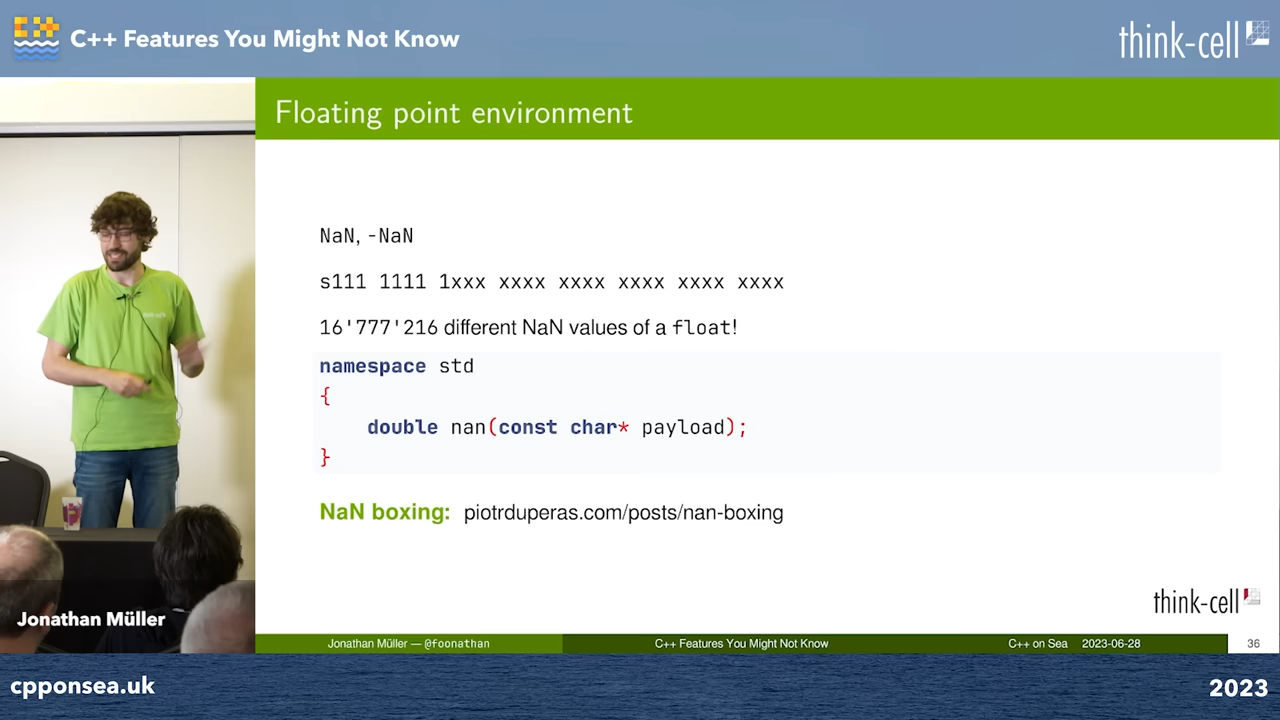 C++ Features You Might Not Know
think-cell
Floating point environment
NaN, -NaN
s111 1111 1xxx xxxx xxxx xxxx xxxx xxxx
16'777'216 different NaN values of a float!
namespace std
{
double nan(const char* payload);
}
NaN boxing: piotrduperas.com/posts/nan-boxing
think-cell
Jonathan Müller
Jonathan Müller — @foonathan C++ Features You Might Not Know C++ on Sea 2023-06-28 36
cpponsea.uk
2023